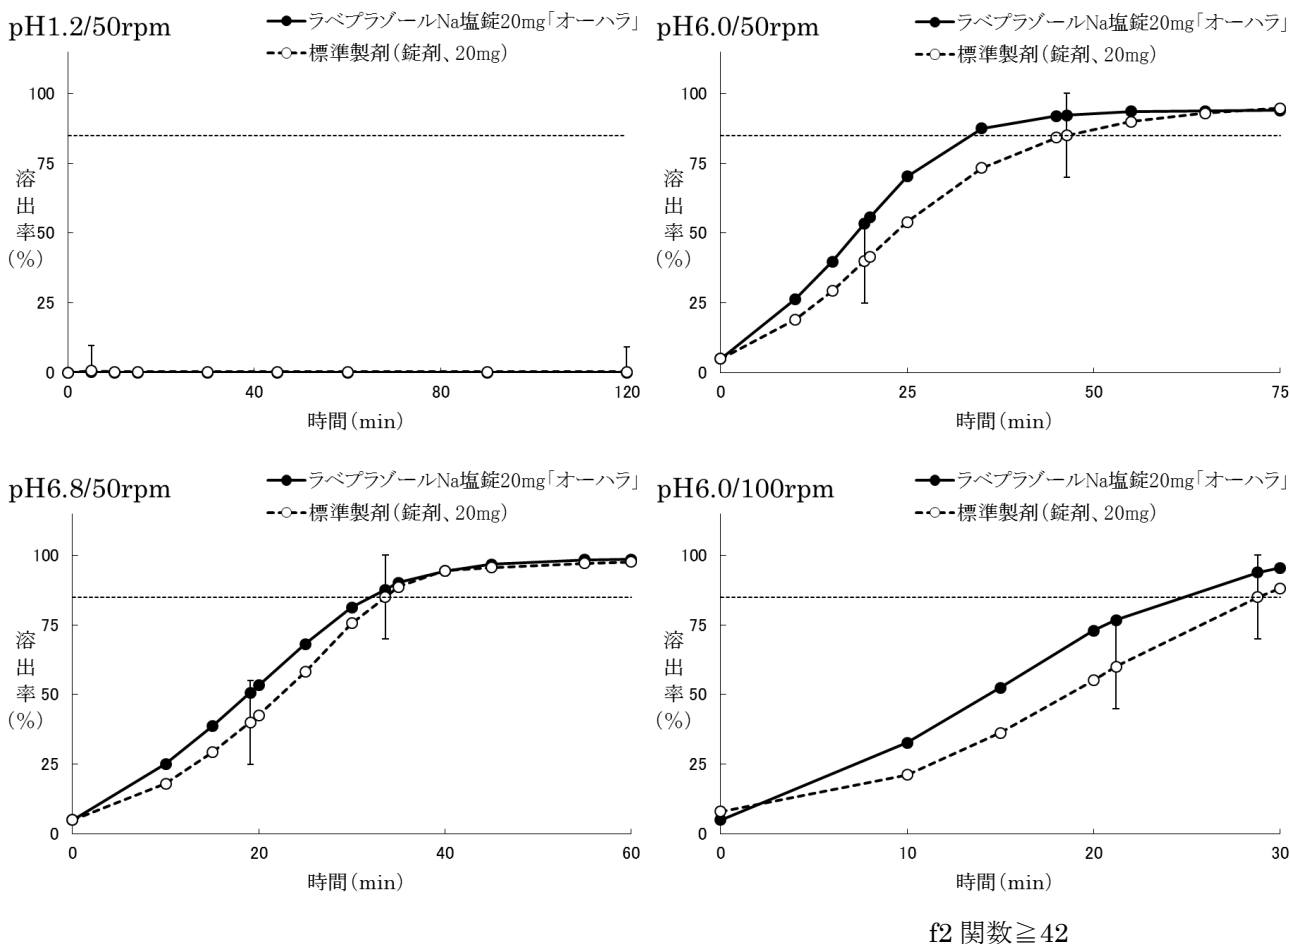 pH1.2/50rpm
ラベプラゾールNa塩錠20mg「オーハラ」
標準製剤(錠剤、20mg)
100
75
50
25
0
溶出率(%)
0 40 80 120
時間(min)
pH6.0/50rpm
ラベプラゾールNa塩錠20mg「オーハラ」
標準製剤(錠剤、20mg)
100
75
50
25
0
溶出率(%)
0 25 50 75
時間(min)
pH6.8/50rpm
ラベプラゾールNa塩錠20mg「オーハラ」
標準製剤(錠剤、20mg)
100
75
50
25
0
溶出率(%)
0 20 40 60
時間(min)
pH6.0/100rpm
ラベプラゾールNa塩錠20mg「オーハラ」
標準製剤(錠剤、20mg)
100
75
50
25
0
溶出率(%)
0 10 20 30
時間(min)
f2 関数≧42